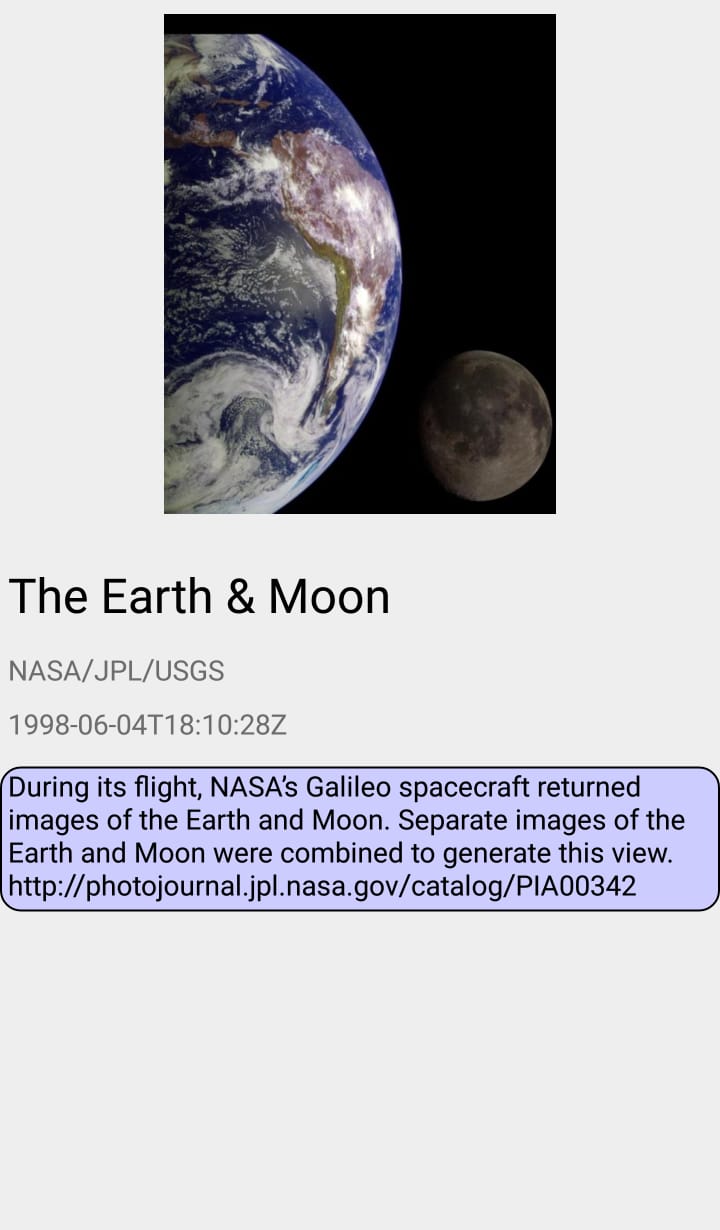 The Earth & Moon
NASA/JPL/USGS
1998-06-04T18:10:28Z
During its flight, NASA’s Galileo spacecraft returned
images of the Earth and Moon. Separate images of the
Earth and Moon were combined to generate this view.
http://photojournal.jpl.nasa.gov/catalog/PIA00342